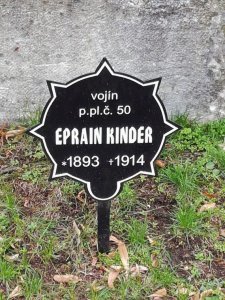 vojín
p.pl.č. 50
EPRAIN KINDER
*1893 +1914